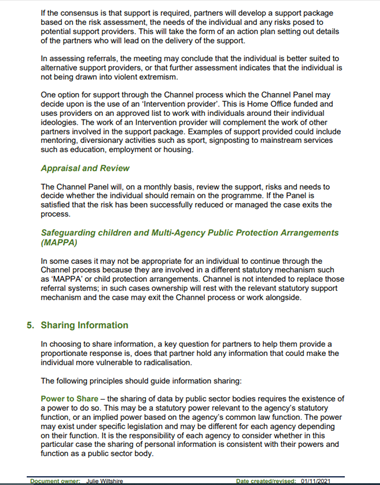 If the consensus is that support is required, partners will develop a support package
based on the risk assessment, the needs of the individual and any risks posed to
potential support providers. This will take the form of an action plan setting out details
of the partners who will lead on the delivery of the support.
In assessing referrals, the meeting may conclude that the individual is better suited to
alternative support providers, or that further assessment indicates that the individual is
not being drawn into violent extremism.
One option for support through the Channel process which the Channel Panel may
decide upon is the use of an 'Intervention provider'. This is Home Office funded and
uses providers on an approved list to work with individuals around their individual
ideologies. The work of an Intervention provider will complement the work of other
partners involved in the support package. Examples of support provided could include
mentoring, diversionary activities such as sport, signposting to mainstream services
such as education, employment or housing.
Appraisal and Review
The Channel Panel will, on a monthly basis, review the support, risks and needs to
decide whether the individual should remain on the programme. If the Panel is
satisfied that the risk has been successfully reduced or managed the case exits the
process.
Safeguarding children and Multi-Agency Public Protection Arrangements
(MAPPA)
In some cases it may not be appropriate for an individual to continue through the
Channel process because they are involved in a different statutory mechanism such
as 'MAPPA' or child protection arrangements. Channel is not intended to replace those
referral systems; in such cases ownership will rest with the relevant statutory support
mechanism and the case may exit the Channel process or work alongside.
5. Sharing Information
In choosing to share information, a key question for partners to help them provide a
proportionate response is, does that partner hold any information that could make the
individual more vulnerable to radicalisation.
The following principles should guide information sharing:
Power to Share – the sharing of data by public sector bodies requires the existence of
a power to do so. This may be a statutory power relevant to the agency's statutory
function, or an implied power based on the agency's common law function. The power
may exist under specific legislation and may be different for each agency depending
on their function. It is the responsibility of each agency to consider whether in this
particular case the sharing of personal information is consistent with their powers and
function as a public sector body.
Document owner: Julie Wiltshire Date created/revised: 01/11/2021